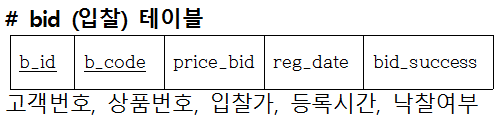 # bid (입찰) 테이블
b_id b_code price_bid reg_date bid_success
고객번호, 상품번호, 입찰가, 등록시간, 낙찰여부